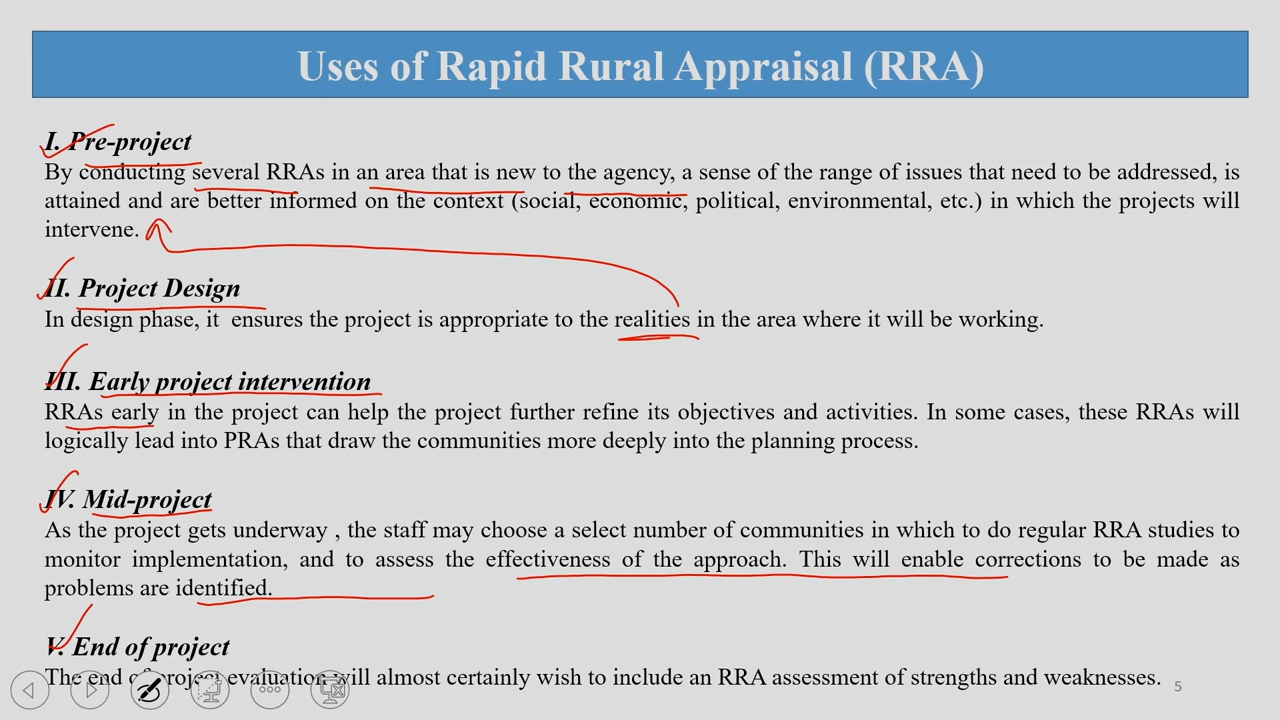 Uses of Rapid Rural Appraisal (RRA)
I. Pre-project
By conducting several RRAs in an area that is new to the agency, a sense of the range of issues that need to be addressed, is
attained and are better informed on the context (social, economic, political, environmental, etc.) in which the projects will
intervene.
II. Project Design
In design phase, it ensures the project is appropriate to the realities in the area where it will be working.
III. Early project intervention
RRAs early in the project can help the project further refine its objectives and activities. In some cases, these RRAs will
logically lead into PRAs that draw the communities more deeply into the planning process.
IV. Mid-project
As the project gets underway , the staff may choose a select number of communities in which to do regular RRA studies to
monitor implementation, and to assess the effectiveness of the approach. This will enable corrections to be made as
problems are identified.
V. End of project
The end of project evaluation will almost certainly wish to include an RRA assessment of strengths and weaknesses.
5